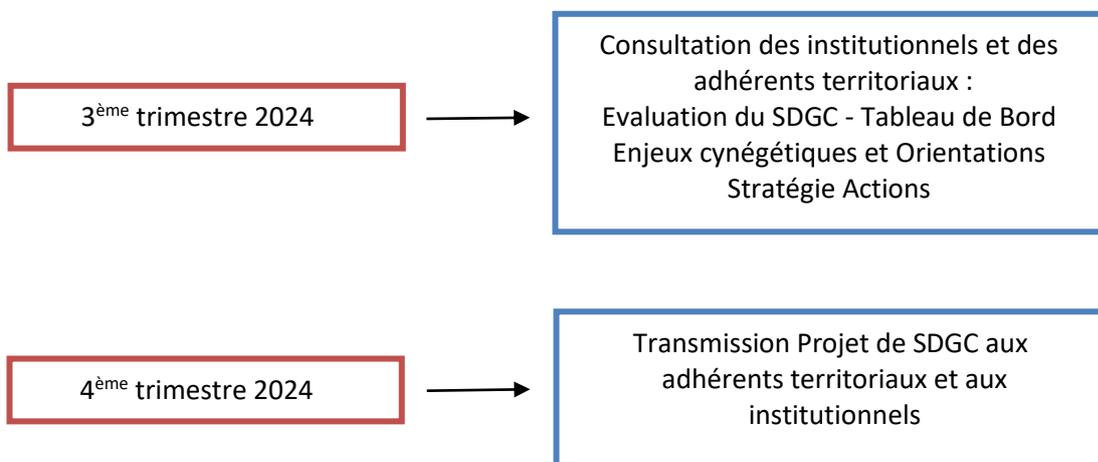 3ème trimestre 2024
Consultation des institutionnels et des
adhérents territoriaux :
Evaluation du SDGC - Tableau de Bord
Enjeux cynégétiques et Orientations
Stratégie Actions
4ème trimestre 2024
Transmission Projet de SDGC aux
adhérents territoriaux et aux
institutionnels